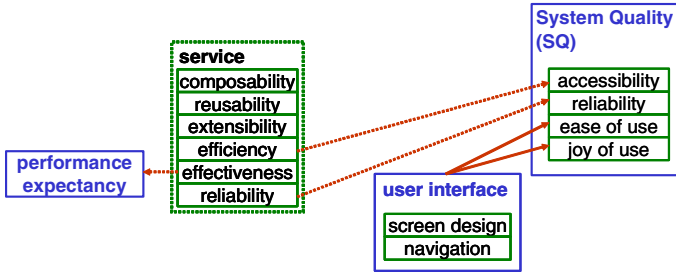 System Quality
(SQ)
service
composability
reusability
extensibility
efficiency
effectiveness
reliability
accessibility
reliability
ease of use
joy of use
performance
expectancy
user interface
screen design
navigation